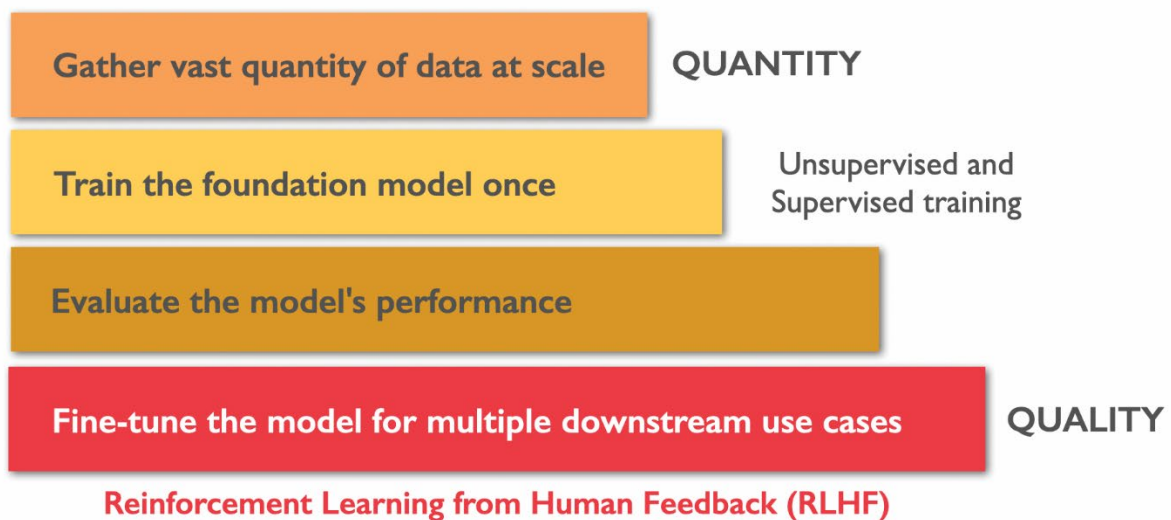 Gather vast quantity of data at scale
QUANTITY
Train the foundation model once
Unsupervised and
Supervised training
Evaluate the model's performance
Fine-tune the model for multiple downstream use cases
QUALITY
Reinforcement Learning from Human Feedback (RLHF)